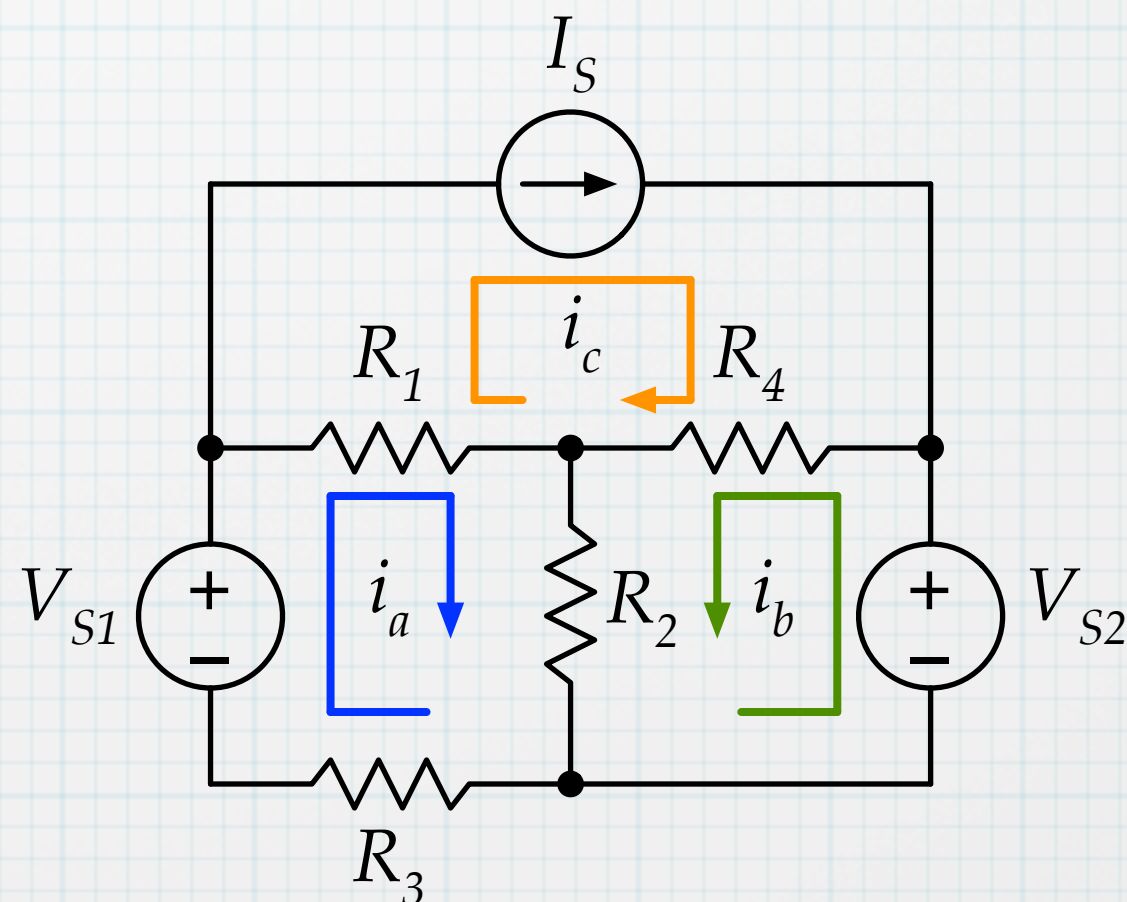 I_S
i_c
R_1
R_4
V_S1
+
−
i_a
R_2
i_b
+
−
V_S2
R_3